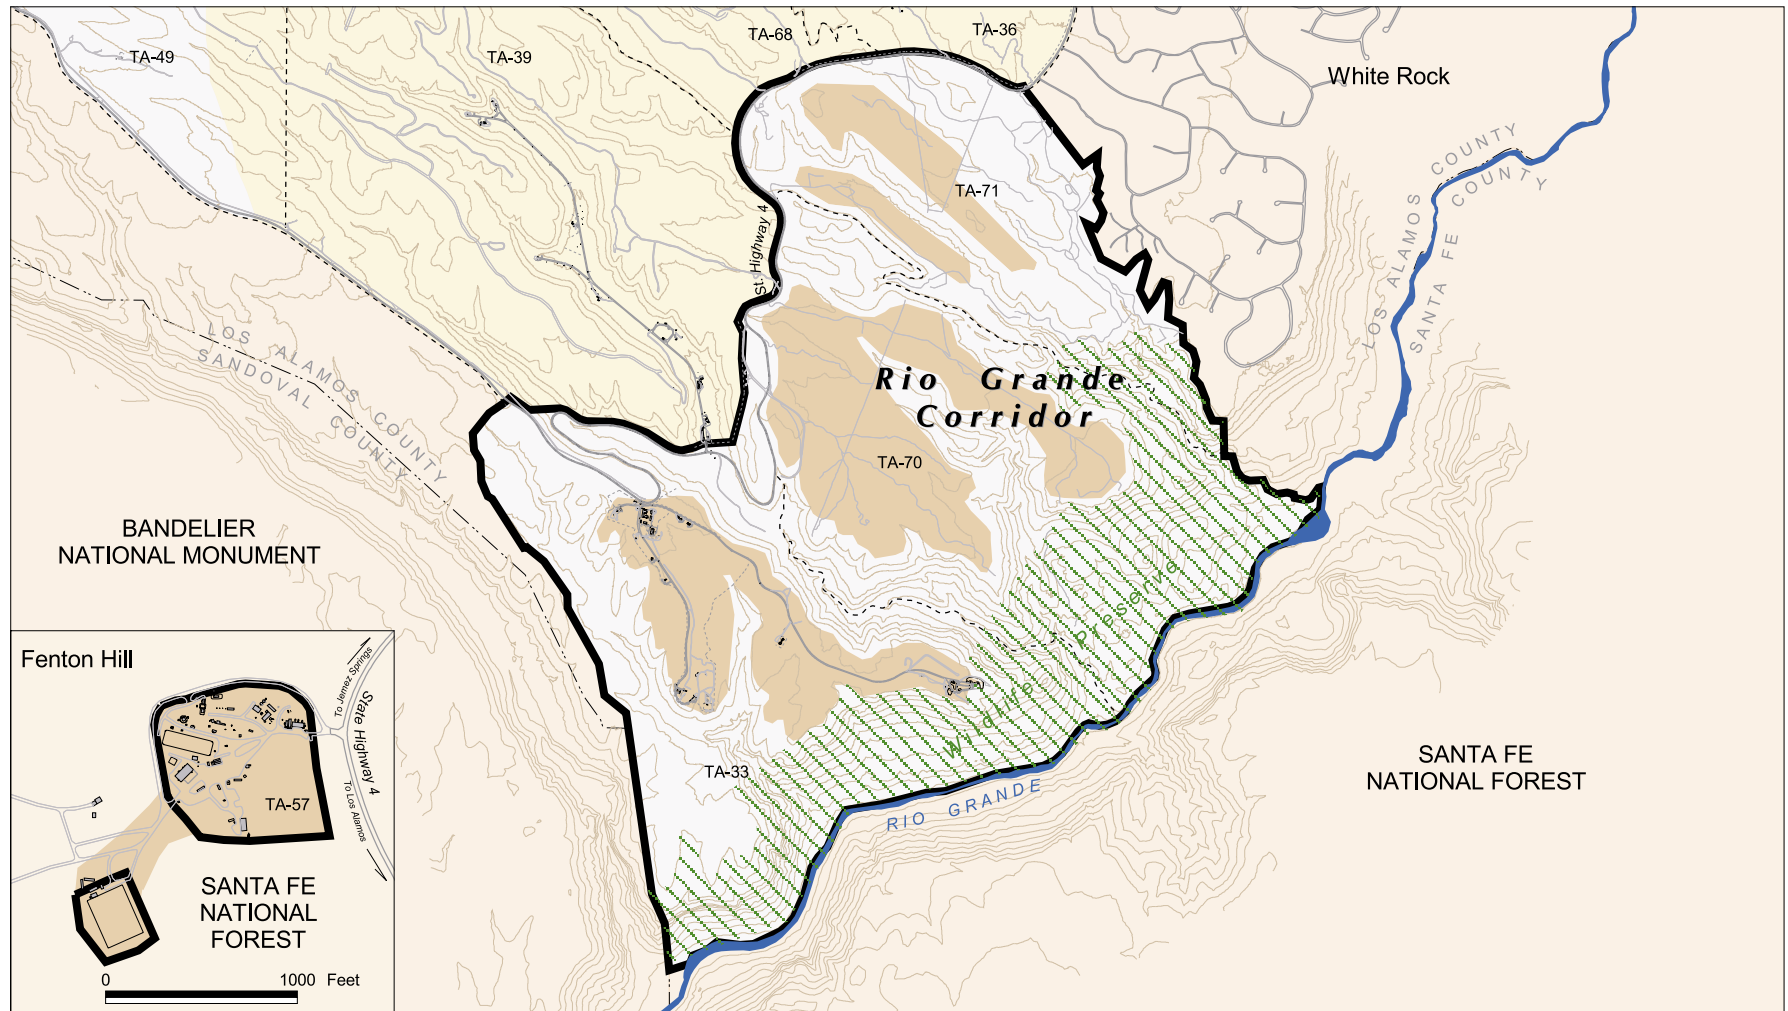 TA-49
TA-39
TA-68
TA-36
White Rock
TA-71
St. Highway 4
LOS ALAMOS COUNTY
SANTA FE COUNTY
LOS ALAMOS COUNTY
SANDOVAL COUNTY
Rio Grande
Corridor
TA-70
BANDELIER
NATIONAL MONUMENT
Wildlife Preserve
TA-33
RIO GRANDE
SANTA FE
NATIONAL FOREST
Fenton Hill
To Jemez Springs
State Highway 4
To Los Alamos
TA-57
SANTA FE
NATIONAL
FOREST
0 1000 Feet